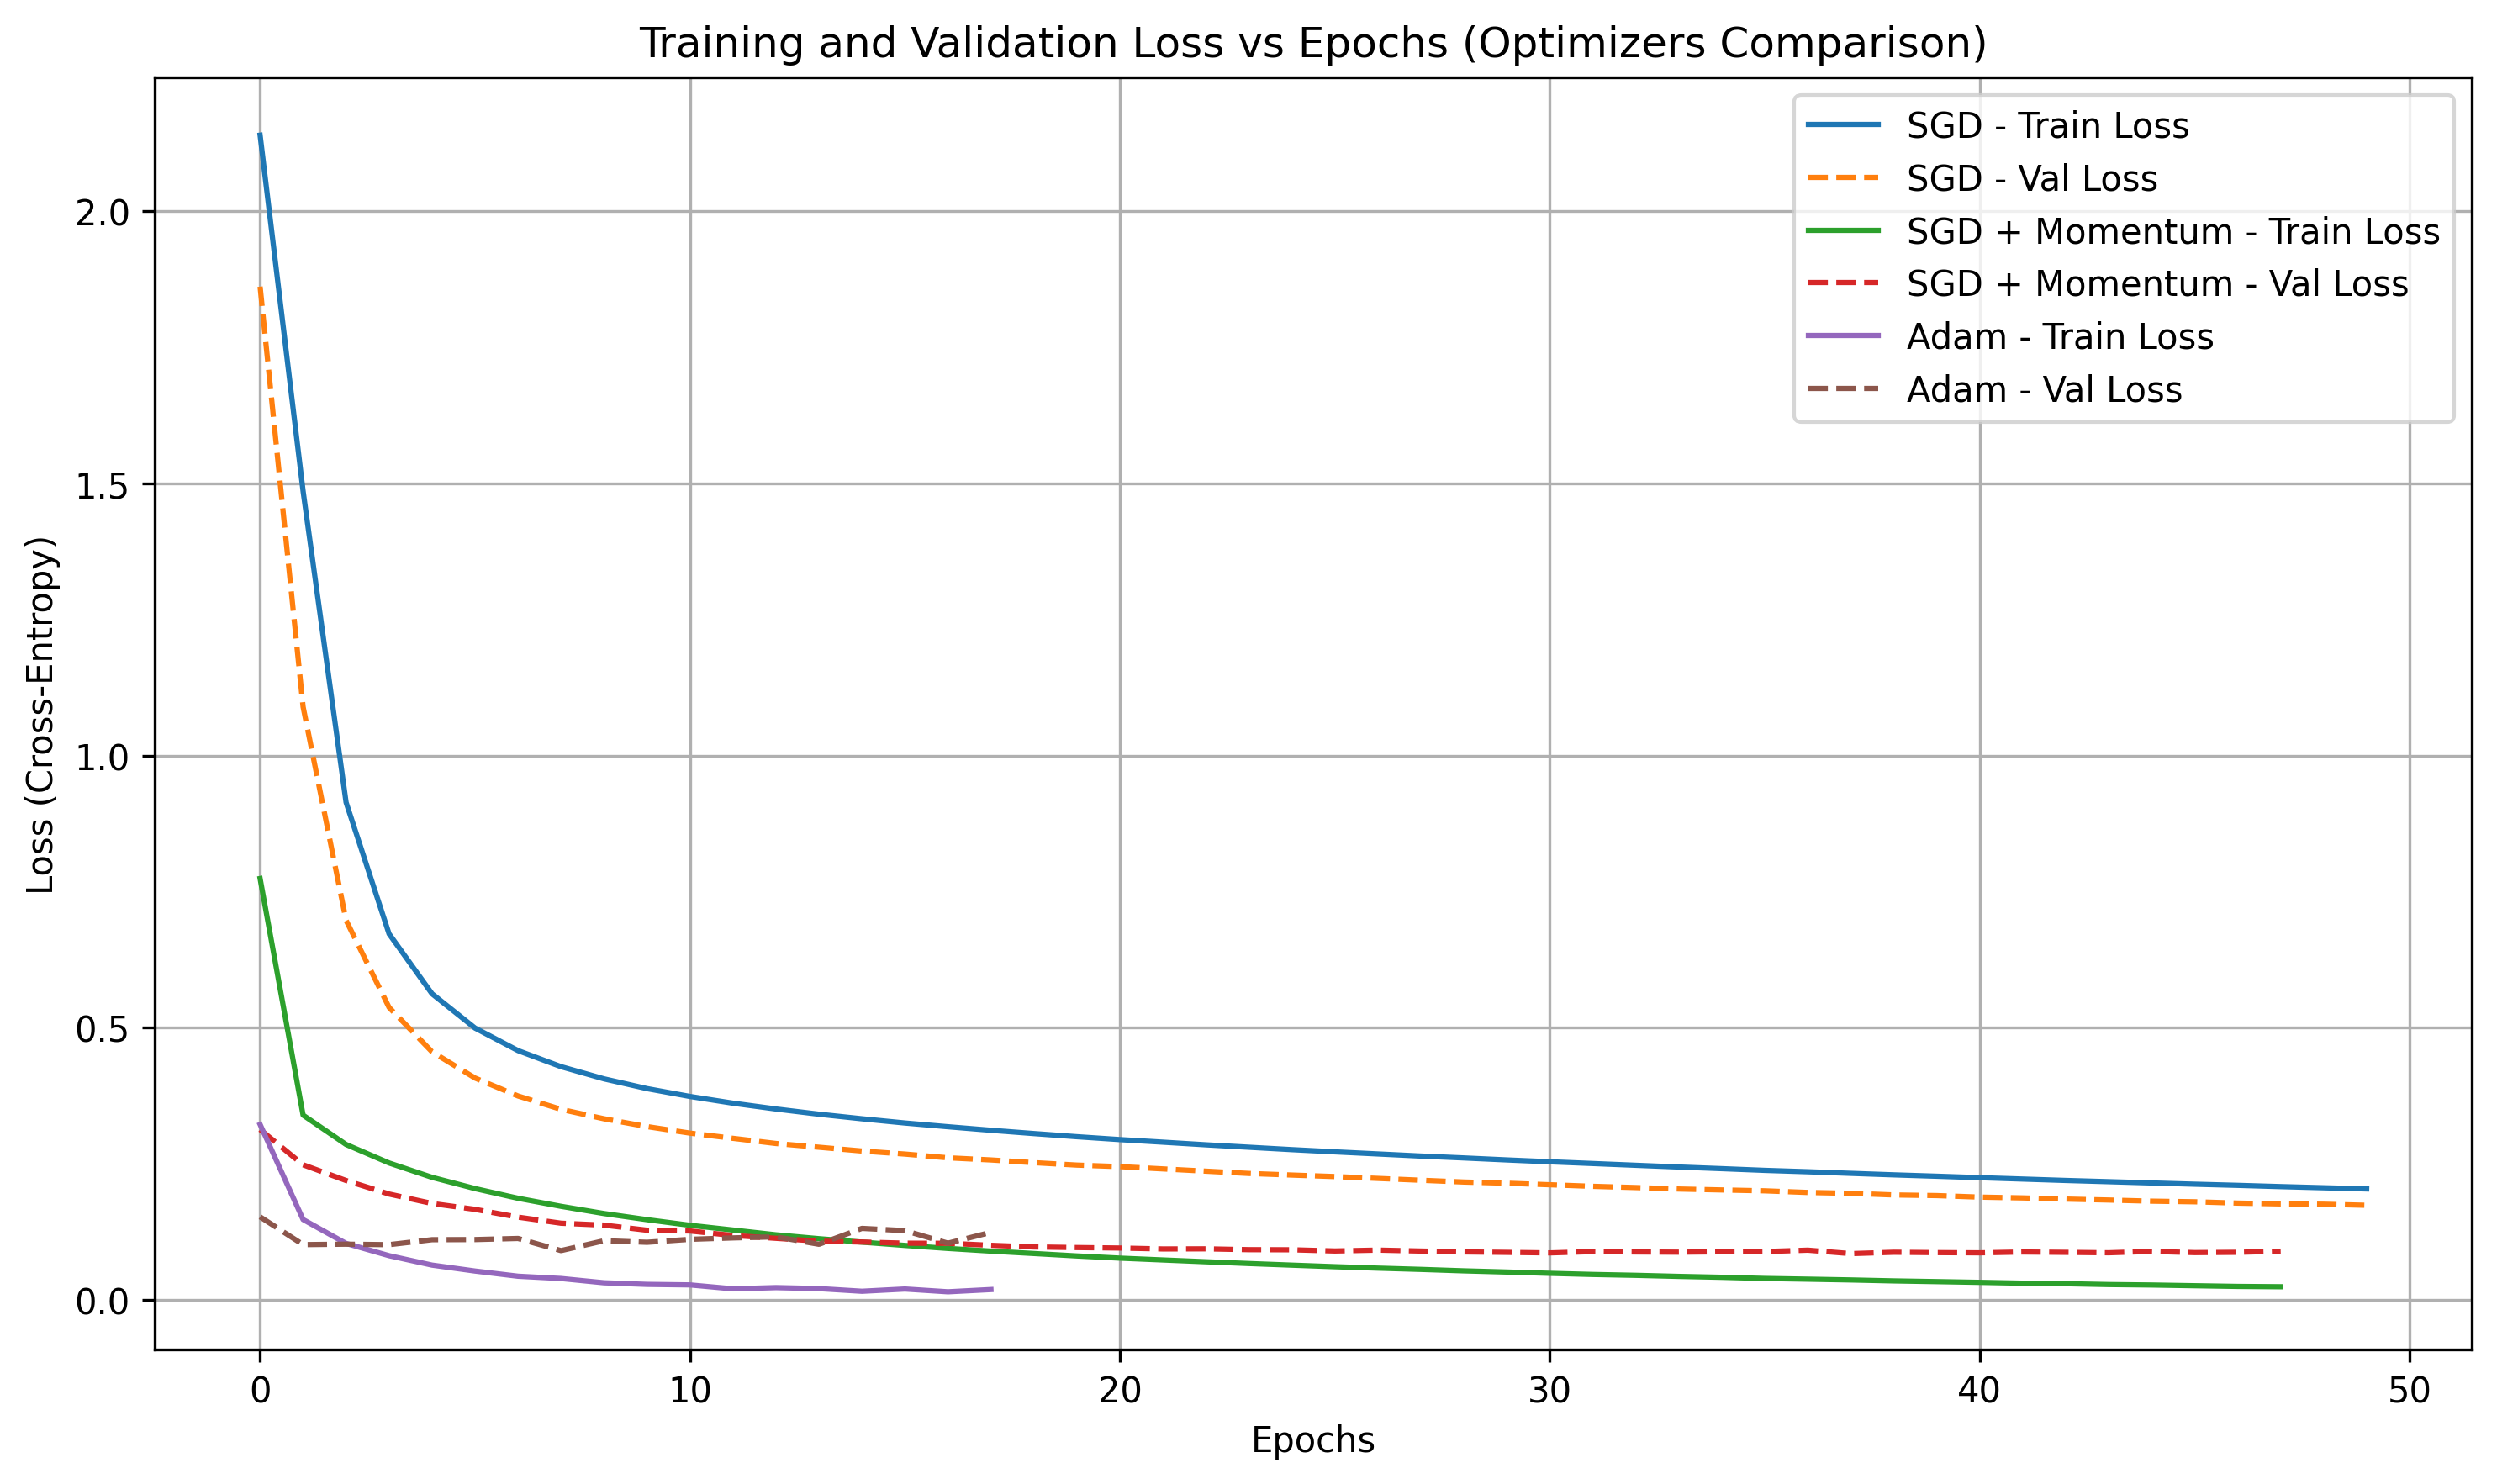 Training and Validation Loss vs Epochs (Optimizers Comparison)
SGD - Train Loss
SGD - Val Loss
SGD + Momentum - Train Loss
SGD + Momentum - Val Loss
Adam - Train Loss
Adam - Val Loss
Loss (Cross-Entropy)
2.0
1.5
1.0
0.5
0.0
0 10 20 30 40 50
Epochs